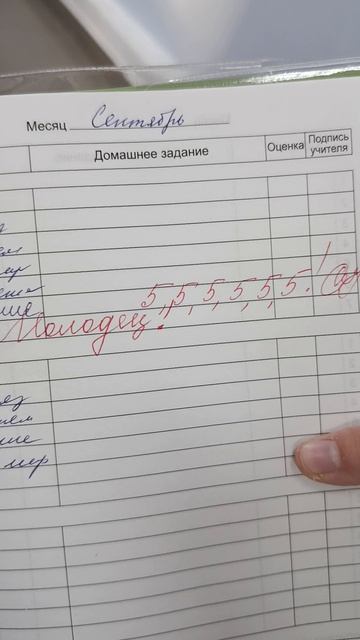 Месяц Сентябрь
Домашнее задание Оценка Подпись учителя
5, 5, 5, 5, 5, 5!
Молодец!